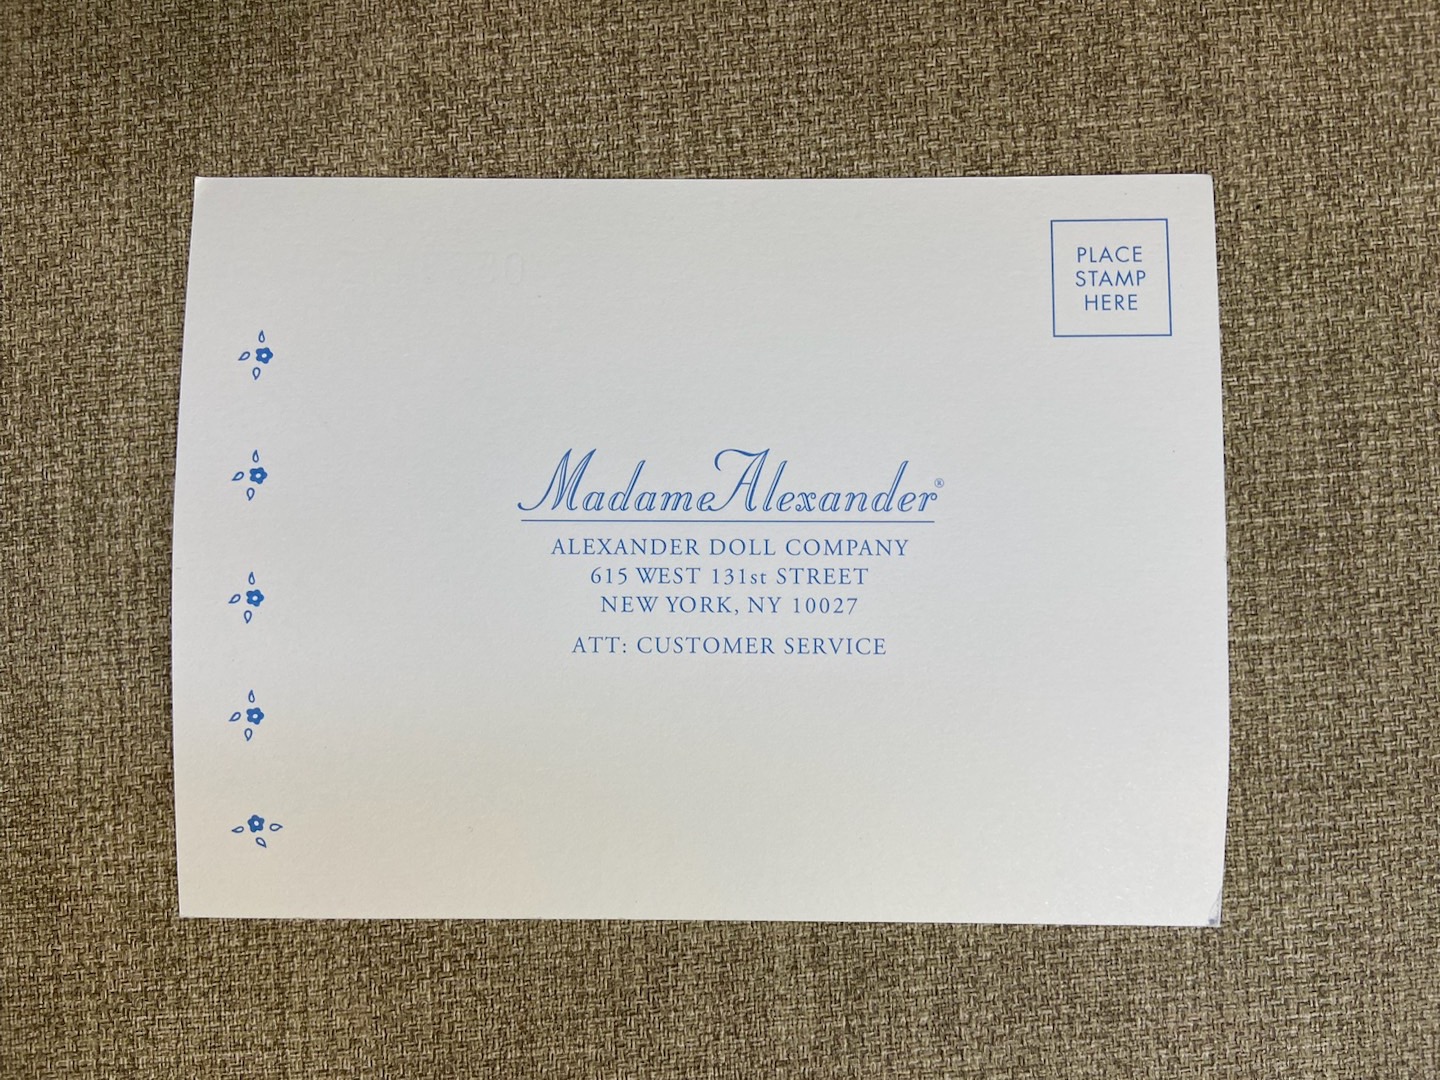 PLACE
STAMP
HERE
Madame Alexander®
ALEXANDER DOLL COMPANY
615 WEST 131st STREET
NEW YORK, NY 10027
ATT: CUSTOMER SERVICE